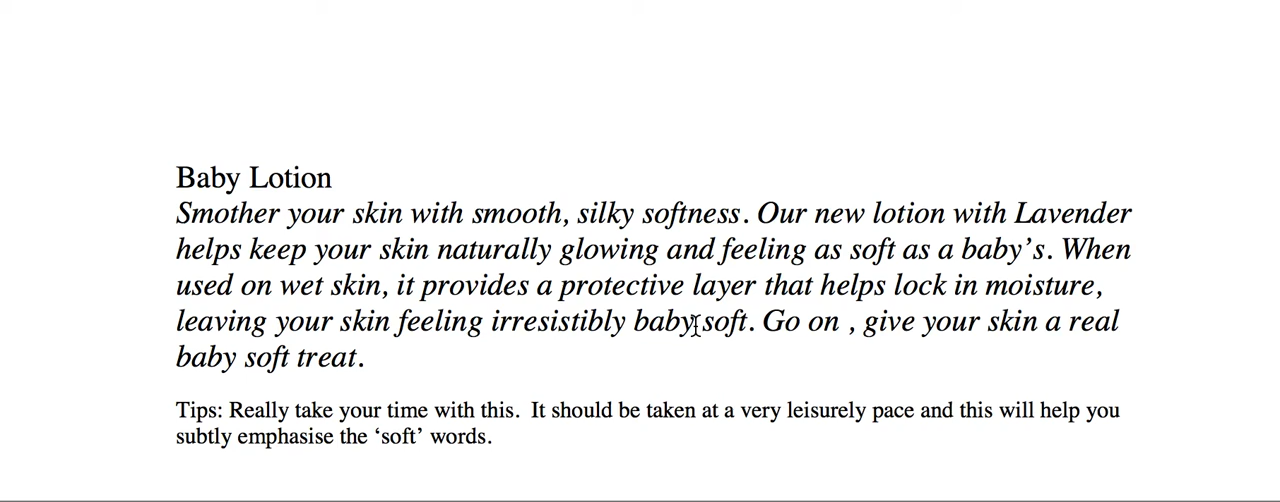 Baby Lotion
Smother your skin with smooth, silky softness. Our new lotion with Lavender
helps keep your skin naturally glowing and feeling as soft as a baby’s. When
used on wet skin, it provides a protective layer that helps lock in moisture,
leaving your skin feeling irresistibly baby soft. Go on , give your skin a real
baby soft treat.
Tips: Really take your time with this.  It should be taken at a very leisurely pace and this will help you
subtly emphasise the ‘soft’ words.